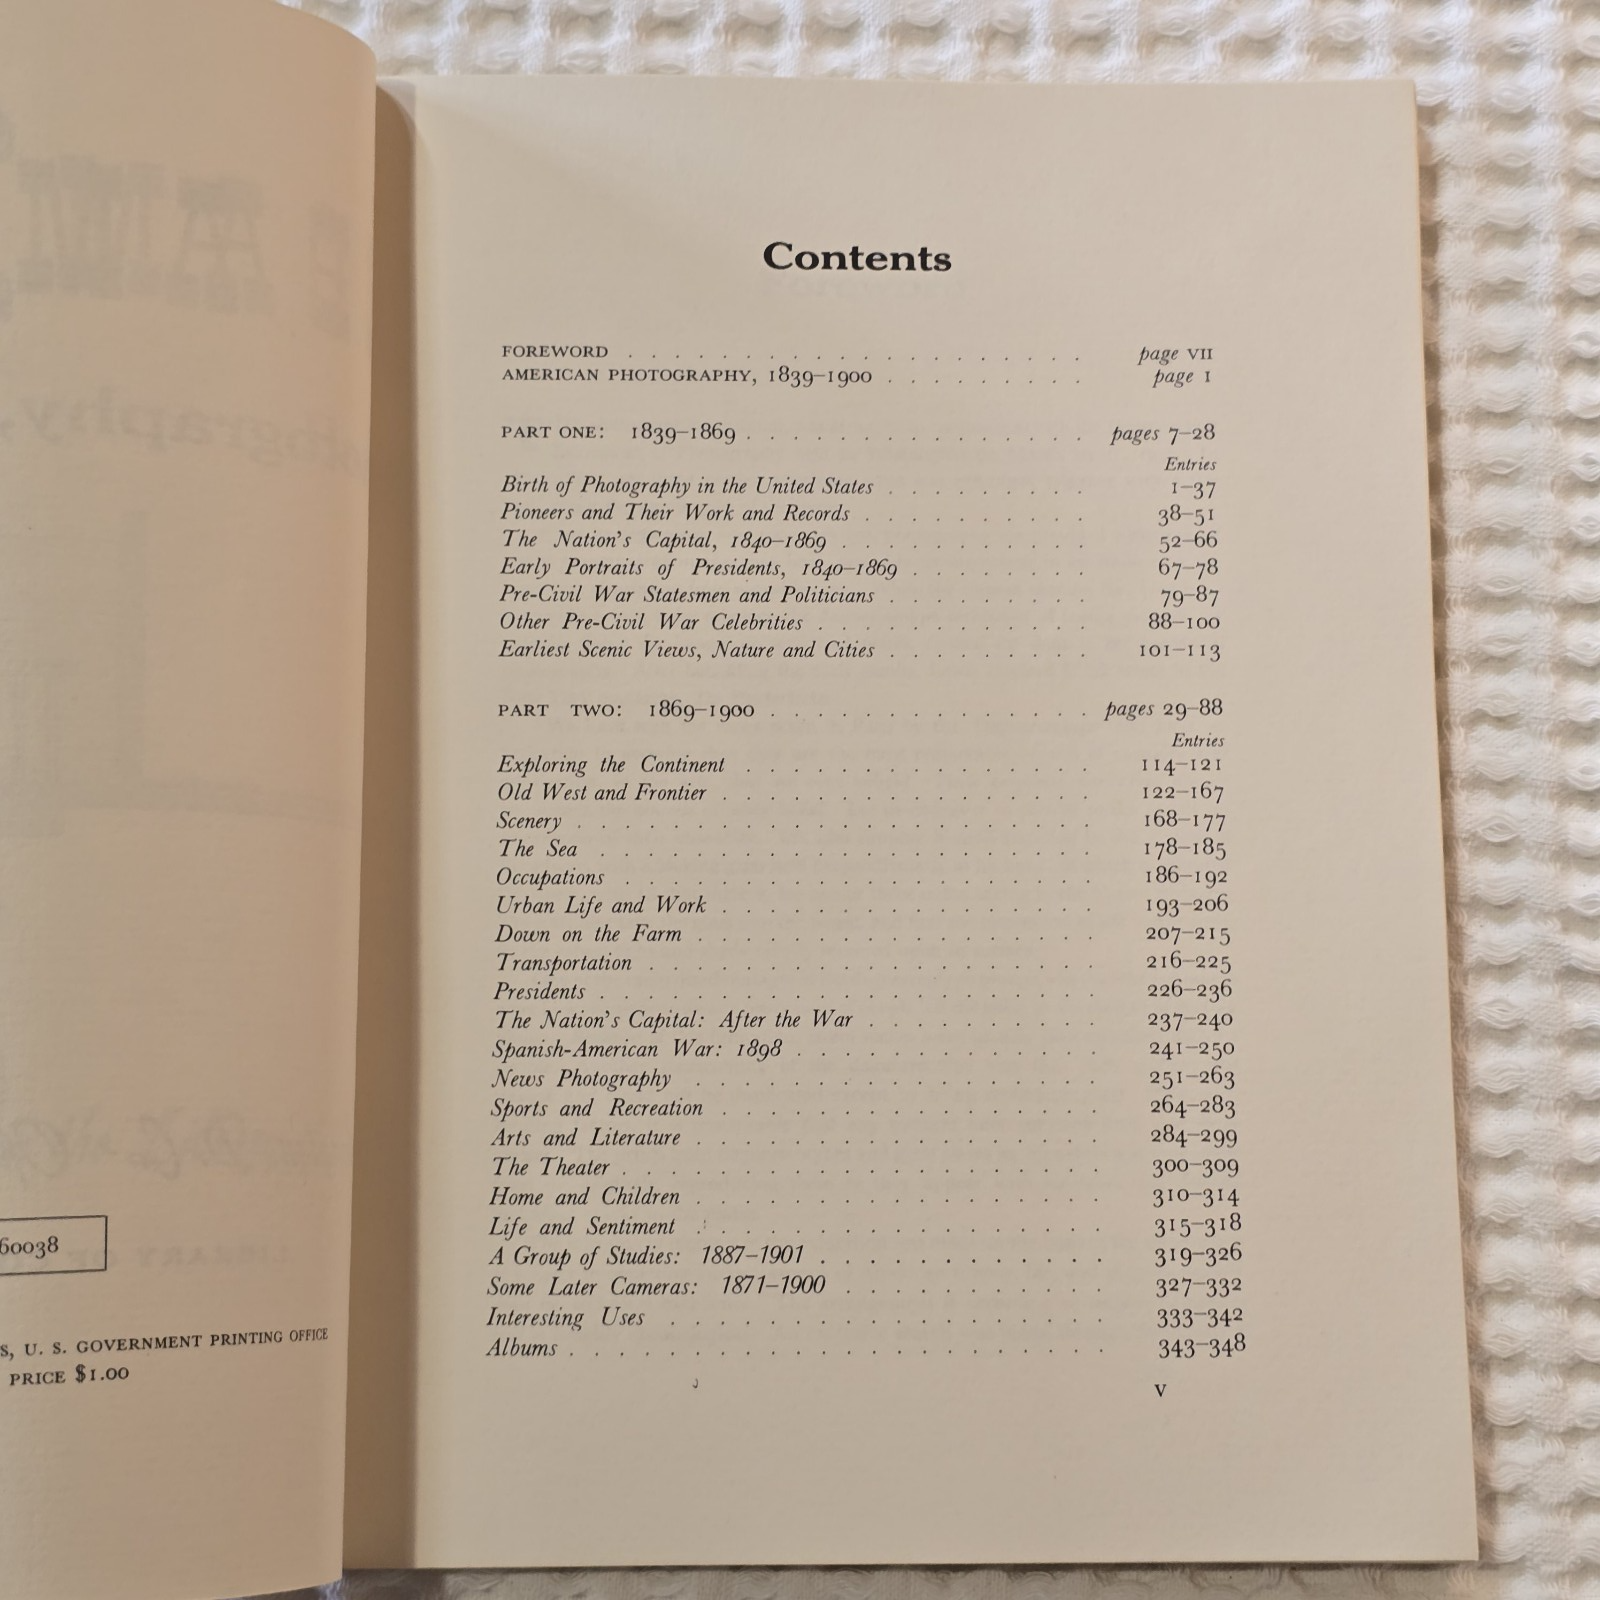 60038
S, U. S. GOVERNMENT PRINTING OFFICE
PRICE $1.00
Contents
FOREWORD . . . . . . . . . . . . . . . . . . . page VII
AMERICAN PHOTOGRAPHY, 1839–1900 . . . . . . . . . page 1
PART ONE: 1839–1869 . . . . . . . . . . . . . . pages 7–28
Entries
Birth of Photography in the United States . . . . . . . . . 1–37
Pioneers and Their Work and Records . . . . . . . . . . 38–51
The Nation's Capital, 1840–1869 . . . . . . . . . . . 52–66
Early Portraits of Presidents, 1840–1869 . . . . . . . . 67–78
Pre-Civil War Statesmen and Politicians . . . . . . . . . 79–87
Other Pre-Civil War Celebrities . . . . . . . . . . . . 88–100
Earliest Scenic Views, Nature and Cities . . . . . . . . . 101–113
PART TWO: 1869–1900 . . . . . . . . . . . . . . pages 29–88
Entries
Exploring the Continent . . . . . . . . . . . . . . . 114–121
Old West and Frontier . . . . . . . . . . . . . . . . 122–167
Scenery . . . . . . . . . . . . . . . . . . . . . . 168–177
The Sea . . . . . . . . . . . . . . . . . . . . . 178–185
Occupations . . . . . . . . . . . . . . . . . . . . 186–192
Urban Life and Work . . . . . . . . . . . . . . . . 193–206
Down on the Farm . . . . . . . . . . . . . . . . . 207–215
Transportation . . . . . . . . . . . . . . . . . . . 216–225
Presidents . . . . . . . . . . . . . . . . . . . . . 226–236
The Nation's Capital: After the War . . . . . . . . . . 237–240
Spanish-American War: 1898 . . . . . . . . . . . . . 241–250
News Photography . . . . . . . . . . . . . . . . . 251–263
Sports and Recreation . . . . . . . . . . . . . . . . 264–283
Arts and Literature . . . . . . . . . . . . . . . . . 284–299
The Theater . . . . . . . . . . . . . . . . . . . . 300–309
Home and Children . . . . . . . . . . . . . . . . . 310–314
Life and Sentiment . . . . . . . . . . . . . . . . . 315–318
A Group of Studies: 1887–1901 . . . . . . . . . . . . 319–326
Some Later Cameras: 1871–1900 . . . . . . . . . . . 327–332
Interesting Uses . . . . . . . . . . . . . . . . . . 333–342
Albums . . . . . . . . . . . . . . . . . . . . . . 343–348
V